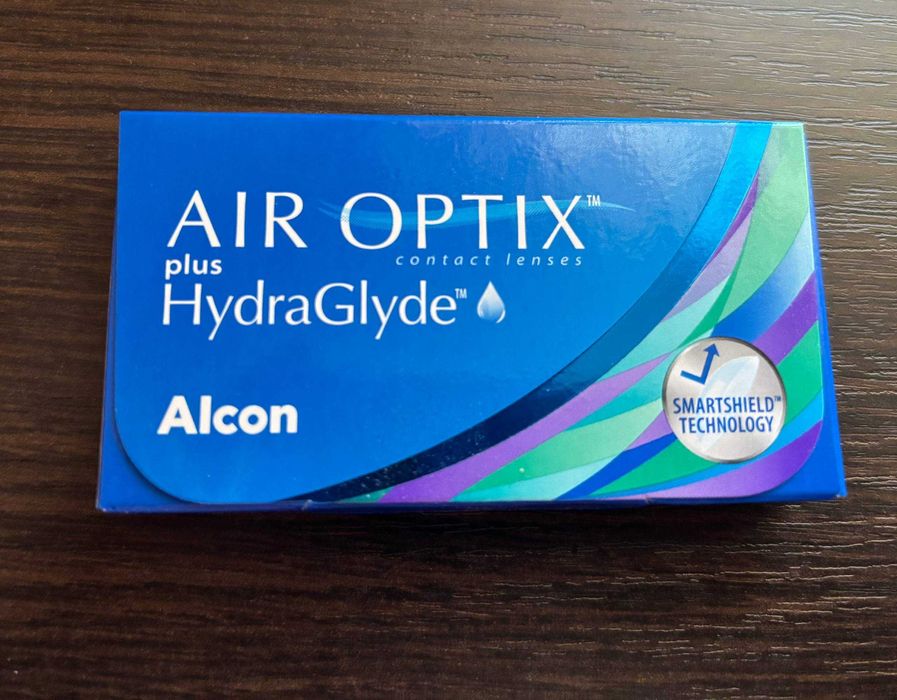 AIR OPTIX™
contact lenses
plus
HydraGlyde™
Alcon
SMARTSHIELD™
TECHNOLOGY